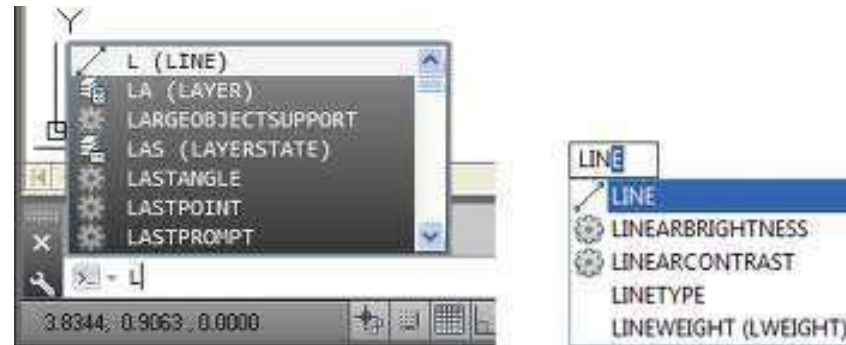 Y
L (LINE)
LA (LAYER)
LARGEOBJECTSUPPORT
LAS (LAYERSTATE)
LASTANGLE
LASTPOINT
LASTPROMPT
L
3.8344, 0.9063, 0.0000
LINE
LINE
LINEARBRIGHTNESS
LINEARCONTRAST
LINETYPE
LINEWEIGHT (LWEIGHT)